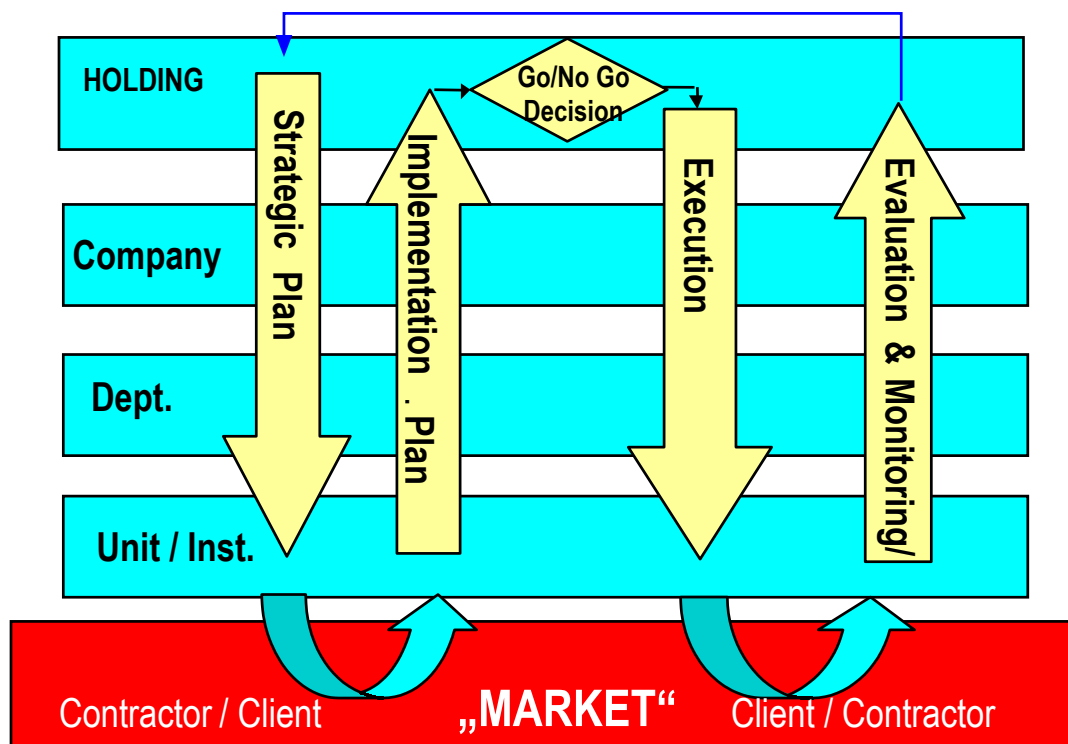 HOLDING
Go/No Go
Decision
Strategic Plan
Implementation . Plan
Execution
Evaluation & Monitoring/
Company
Dept.
Unit / Inst.
Contractor / Client
„MARKET“
Client / Contractor